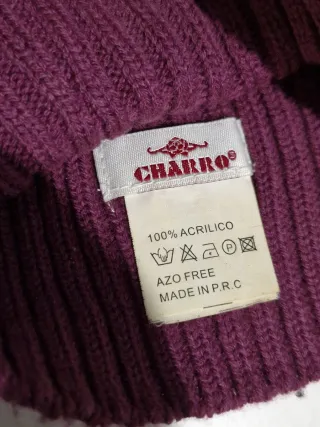 CHARRO®
100% ACRILICO
P
AZO FREE
MADE IN P.R.C